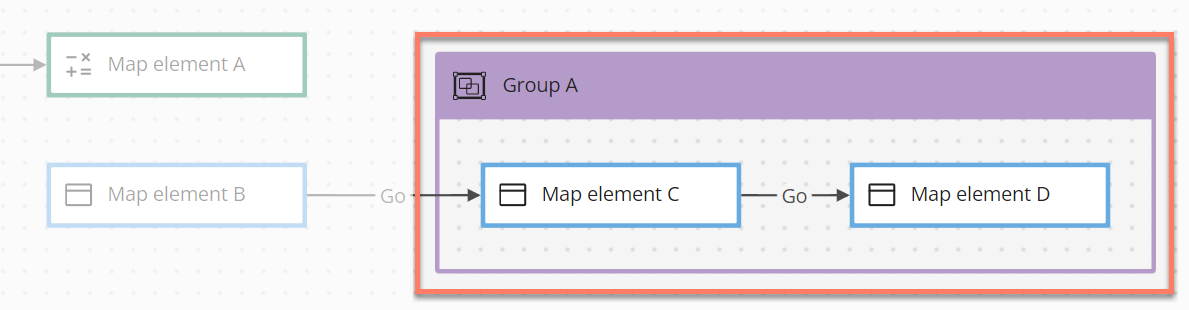 Map element A
Group A
Map element B
Go
Map element C
Go
Map element D